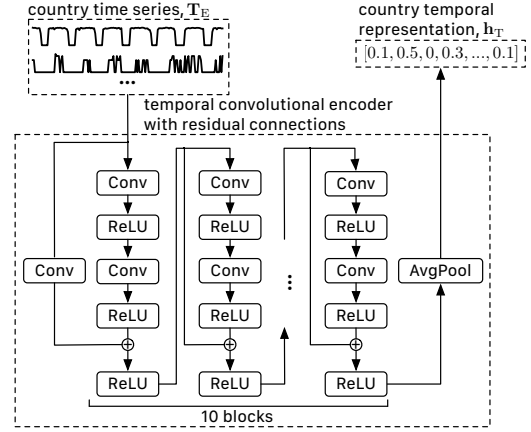 country time series, T_E
country temporal
representation, h_T
[0.1, 0.5, 0, 0.3, ..., 0.1]
...
temporal convolutional encoder
with residual connections
Conv
Conv
Conv
ReLU
ReLU
ReLU
Conv
Conv
Conv
Conv
AvgPool
ReLU
ReLU
ReLU
ReLU
ReLU
ReLU
10 blocks